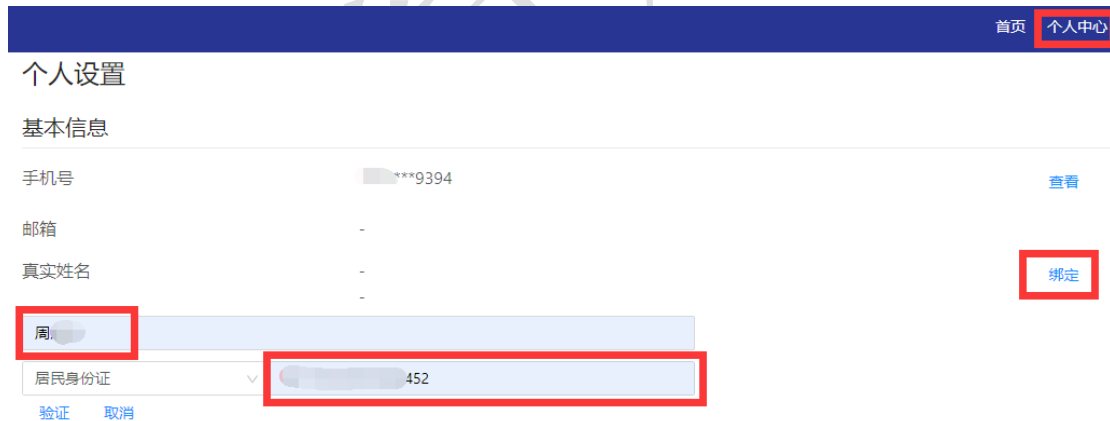 首页 个人中心
个人设置
基本信息
手机号 ***9394 查看
邮箱 -
真实姓名 - 绑定
-
周
居民身份证 452
验证 取消